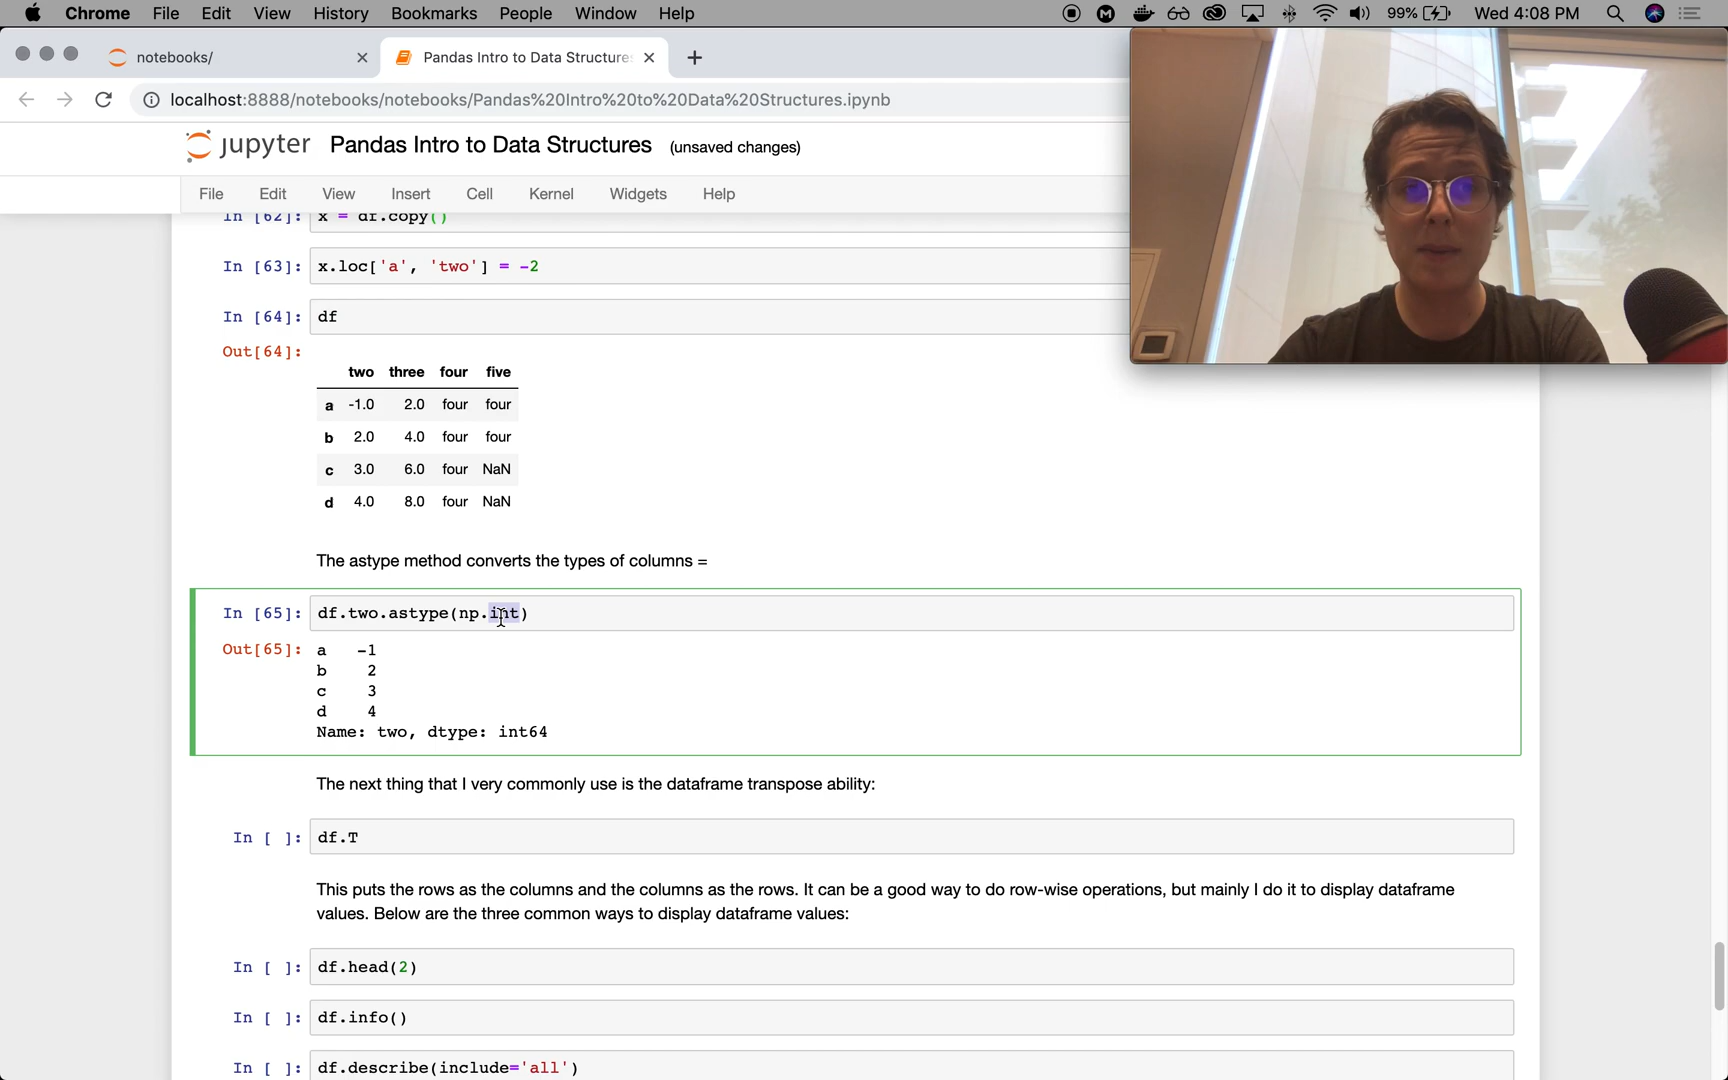 Chrome File Edit View History Bookmarks People Window Help 99% Wed 4:08 PM
notebooks/ Pandas Intro to Data Structures
localhost:8888/notebooks/notebooks/Pandas%20Intro%20to%20Data%20Structures.ipynb
jupyter Pandas Intro to Data Structures (unsaved changes)
File Edit View Insert Cell Kernel Widgets Help
In [62]: x = df.copy()
In [63]: x.loc['a', 'two'] = -2
In [64]: df
Out[64]:
two three four five
a -1.0 2.0 four four
b 2.0 4.0 four four
c 3.0 6.0 four NaN
d 4.0 8.0 four NaN
The astype method converts the types of columns =
In [65]: df.two.astype(np.int)
Out[65]: a -1
b 2
c 3
d 4
Name: two, dtype: int64
The next thing that I very commonly use is the dataframe transpose ability:
In [ ]: df.T
This puts the rows as the columns and the columns as the rows. It can be a good way to do row-wise operations, but mainly I do it to display dataframe
values. Below are the three common ways to display dataframe values:
In [ ]: df.head(2)
In [ ]: df.info()
In [ ]: df.describe(include='all')